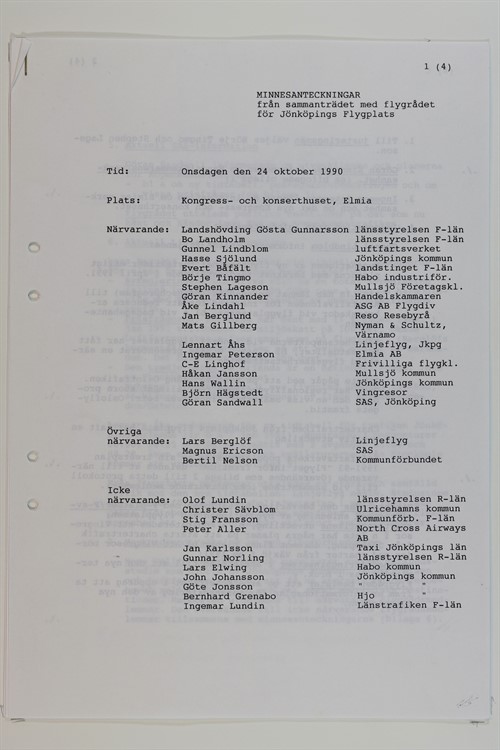 1 (4)
MINNESANTECKNINGAR
från sammanträdet med flygrådet
för Jönköpings Flygplats
Tid: Onsdagen den 24 oktober 1990
Plats: Kongress- och konserthuset, Elmia
Närvarande: Landshövding Gösta Gunnarsson länsstyrelsen F-län
Bo Landholm länsstyrelsen F-län
Gunnel Lindblom luftfartsverket
Hasse Sjölund Jönköpings kommun
Evert Båfält landstinget F-län
Börje Tingmo Habo industriför.
Stephen Lageson Mullsjö Företagskl.
Göran Kinnander Handelskammaren
Åke Lindahl ASG AB Flygdiv
Jan Berglund Reso Resebyrå
Mats Gillberg Nyman & Schultz,
Värnamo
Lennart Åhs Linjeflyg, Jkpg
Ingemar Peterson Elmia AB
C-E Linghof Frivilliga flygkl.
Håkan Jansson Mullsjö kommun
Hans Wallin Jönköpings kommun
Björn Hägstedt Vingresor
Göran Sandwall SAS, Jönköping
Övriga
närvarande: Lars Berglöf Linjeflyg
Magnus Ericson SAS
Bertil Nelson Kommunförbundet
Icke
närvarande: Olof Lundin länsstyrelsen R-län
Christer Sävblom Ulricehamns kommun
Stig Fransson Kommunförb. F-län
Peter Aller North Cross Airways
AB
Jan Karlsson Taxi Jönköpings län
Gunnar Norling länsstyrelsen R-län
Lars Elwing Habo kommun
John Johansson Jönköpings kommun
Göte Jonsson " "
Bernhard Grenabo Hjo "
Ingemar Lundin Länstrafiken F-län